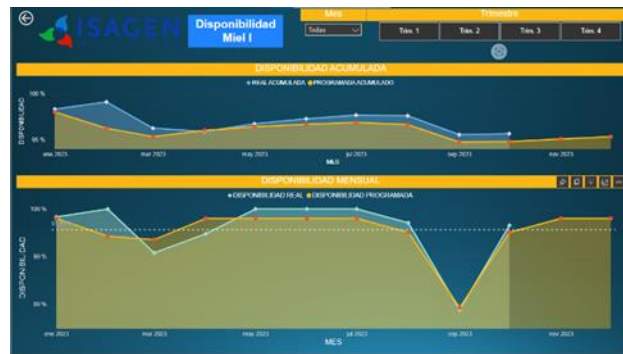 ISAGEN
Disponibilidad
Miel I
Mes
Todas
Trimestre
Trim. 1
Trim. 2
Trim. 3
Trim. 4
DISPONIBILIDAD ACUMULADA
REAL ACUMULADA
PROGRAMADA ACUMULADO
DISPONIBILIDAD
100 %
95 %
ene 2023
mar 2023
may 2023
jul 2023
sep 2023
nov 2023
MES
DISPONIBILIDAD MENSUAL
DISPONIBILIDAD REAL
DISPONIBILIDAD PROGRAMADA
DISPONIBILIDAD
100%
ene 2023
mar 2023
may 2023
jul 2023
sep 2023
nov 2023
MES